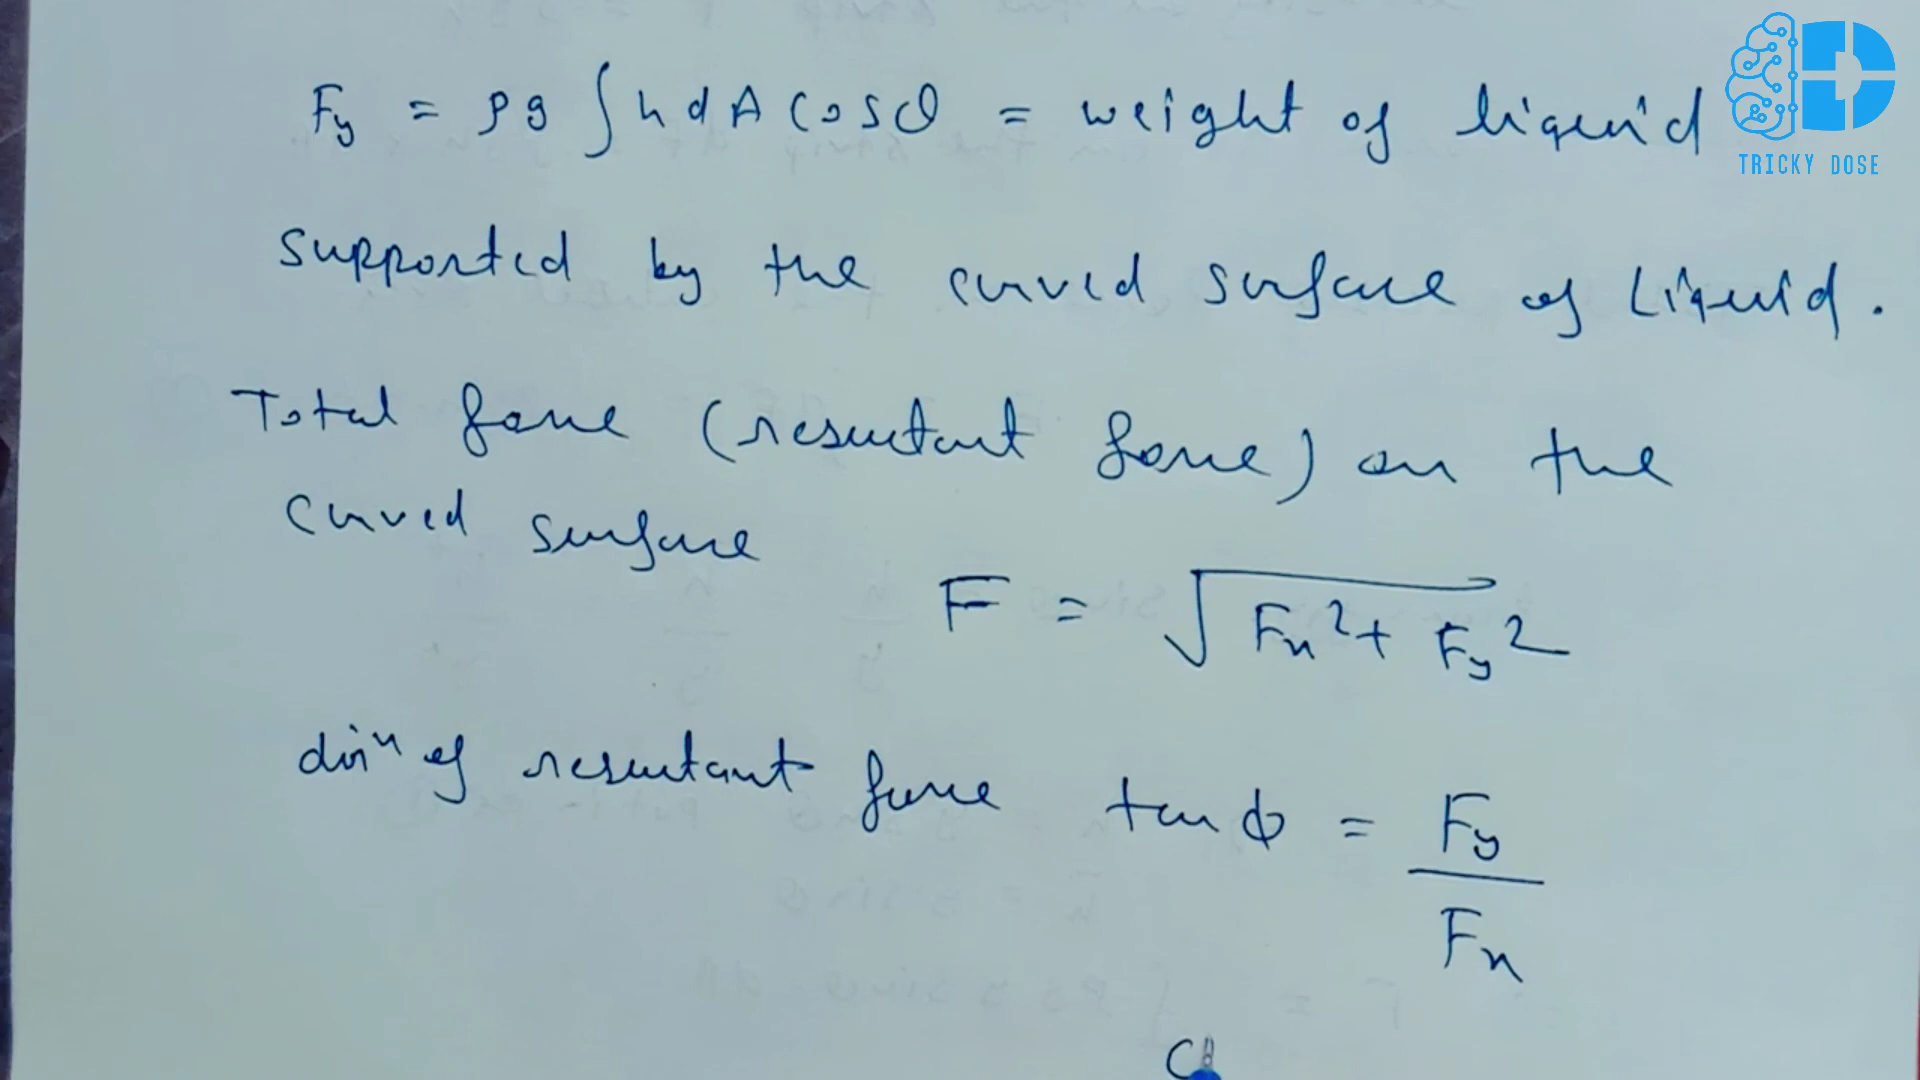 Fy = ρg ∫ h dA cosθ = weight of liquid
TRICKY DOSE
supported by the curved surface of Liquid.
Total force (resultant force) on the
curved surface
F = √Fx² + Fy²
dirⁿ of resultant force tanϕ = Fy / Fx